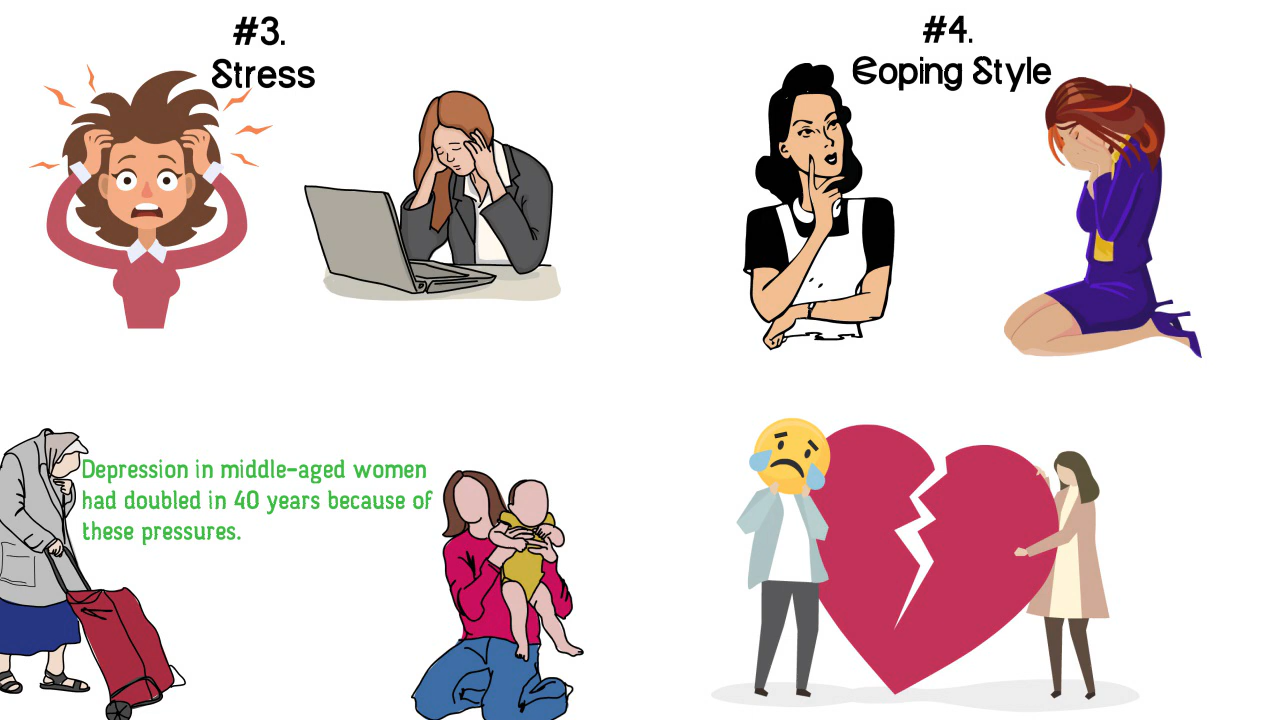 #3.
Stress
#4.
Coping Style
Depression in middle-aged women
had doubled in 40 years because of
these pressures.